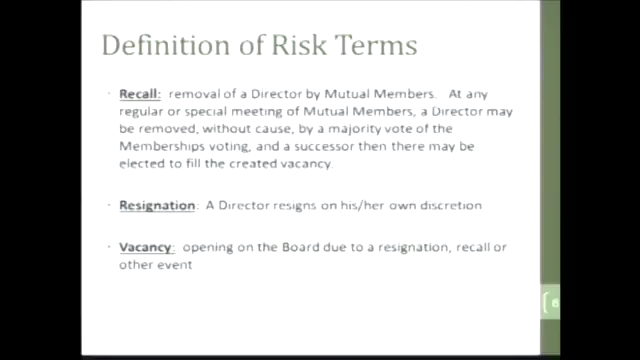 Definition of Risk Terms
Recall: removal of a Director by Mutual Members. At any
regular or special meeting of Mutual Members, a Director may
be removed, without cause, by a majority vote of the
Memberships voting, and a successor then there may be
elected to fill the created vacancy.
Resignation: A Director resigns on his/her own discretion
Vacancy: opening on the Board due to a resignation, recall or
other event